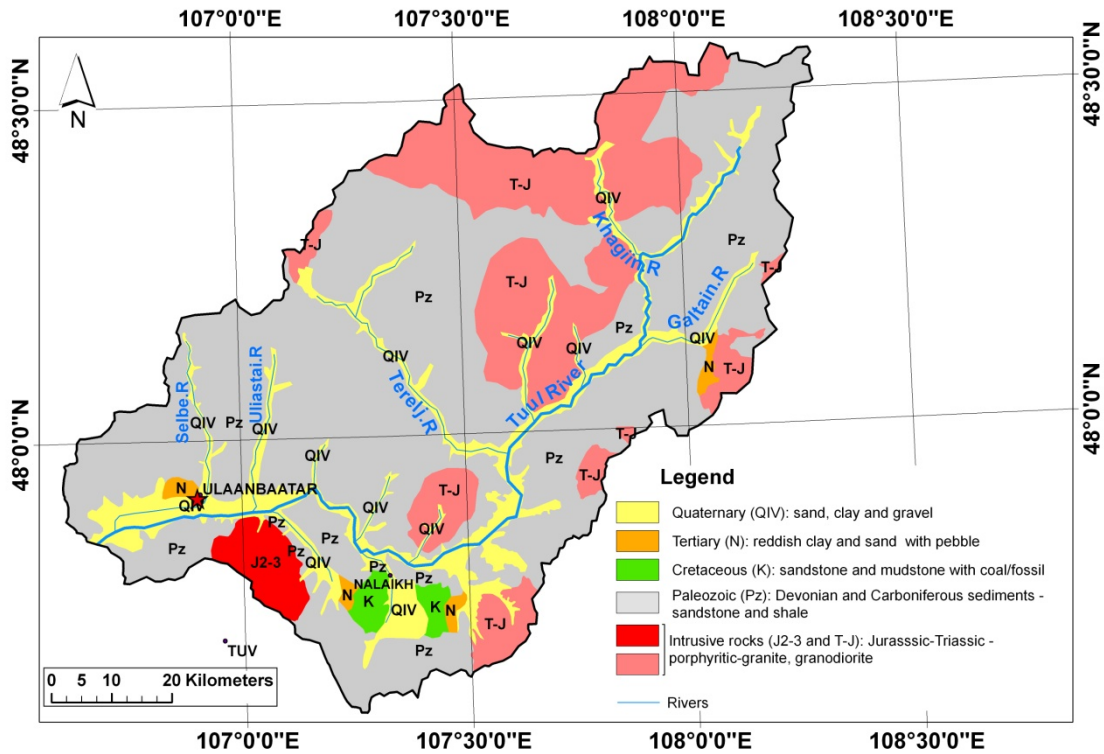 107°0'0"E
107°30'0"E
108°0'0"E
108°30'0"E
48°30'0"N
48°30'0"N
N
T-J
QIV
Khagiin.R
Pz
T-J
T-J
Pz
T-J
Pz
Galtain.R
QIV
QIV
QIV
QIV
N
T-J
Terelj.R
Tuul River
Selbe.R
Uliastai.R
QIV
Pz
QIV
48°0'0"N
48°0'0"N
QIV
Pz
T-J
T-J
N
ULAANBAATAR
QIV
QIV
T-J
QIV
Pz
Pz
Pz
Pz
J2-3
QIV
Pz
Pz
NALAIKH
N
K
QIV
K
N
T-J
Pz
TUV
0 5 10 20 Kilometers
Legend
Quaternary (QIV): sand, clay and gravel
Tertiary (N): reddish clay and sand with pebble
Cretaceous (K): sandstone and mudstone with coal/fossil
Paleozoic (Pz): Devonian and Carboniferous sediments -
sandstone and shale
Intrusive rocks (J2-3 and T-J): Jurasssic-Triassic -
porphyritic-granite, granodiorite
Rivers
107°0'0"E
107°30'0"E
108°0'0"E
108°30'0"E